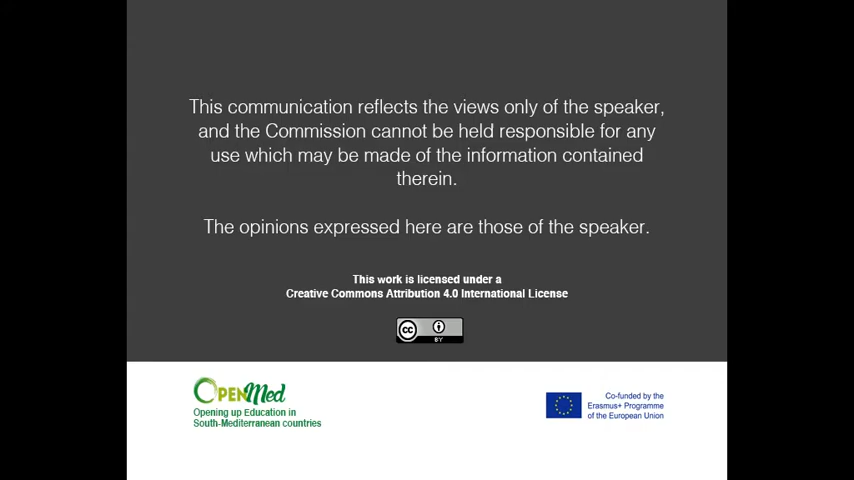 This communication reflects the views only of the speaker,
and the Commission cannot be held responsible for any
use which may be made of the information contained
therein.
The opinions expressed here are those of the speaker.
This work is licensed under a
Creative Commons Attribution 4.0 International License
cc
BY
OPENMed
Opening up Education in
South-Mediterranean countries
Co-funded by the
Erasmus+ Programme
of the European Union